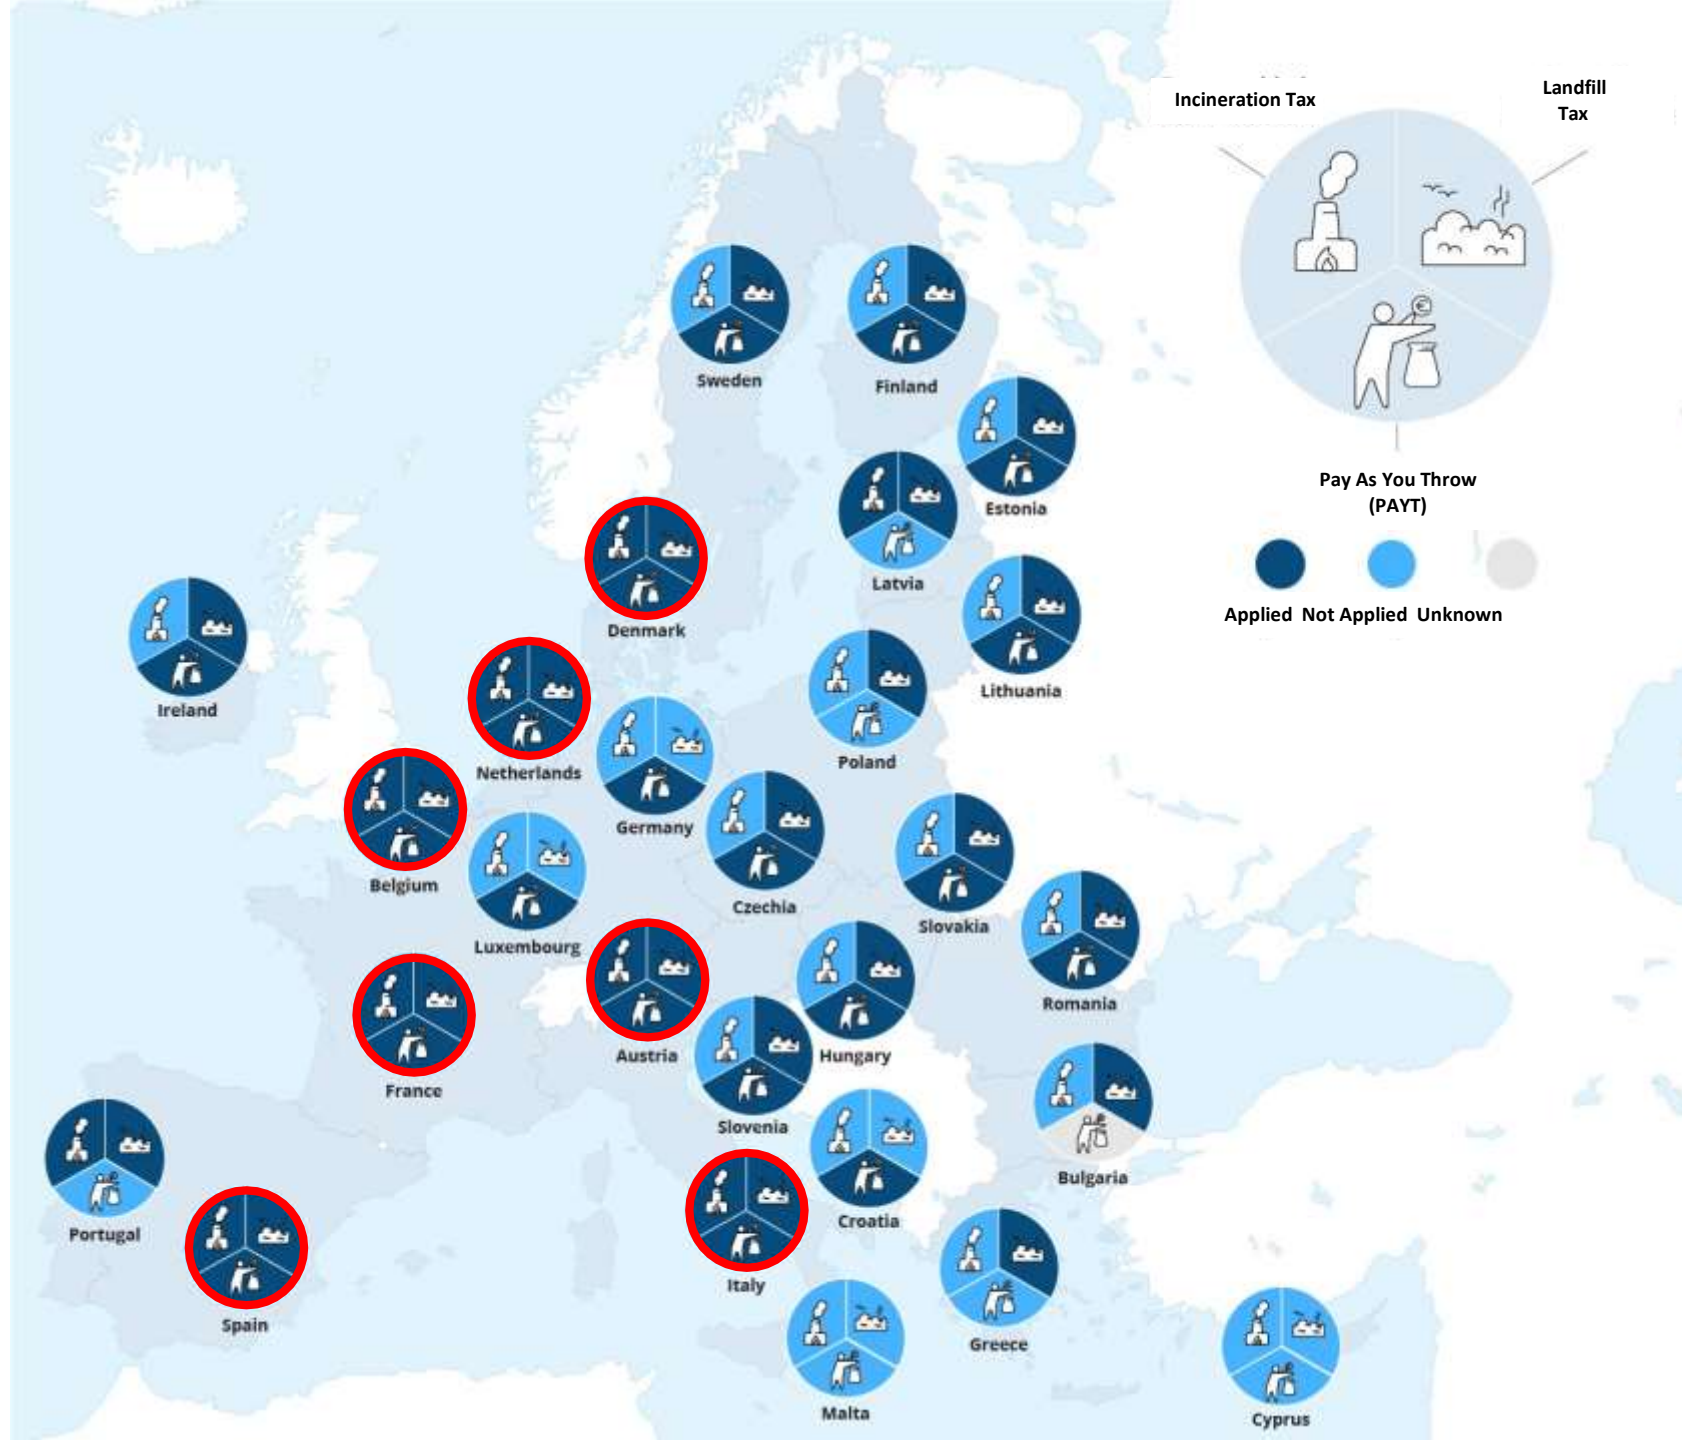 Incineration Tax
Landfill
Tax
Pay As You Throw
(PAYT)
Applied Not Applied Unknown
Sweden
Finland
Estonia
Latvia
Denmark
Lithuania
Ireland
Netherlands
Poland
Germany
Belgium
Czechia
Slovakia
Luxembourg
Romania
Austria
Hungary
France
Slovenia
Bulgaria
Croatia
Portugal
Italy
Spain
Greece
Malta
Cyprus